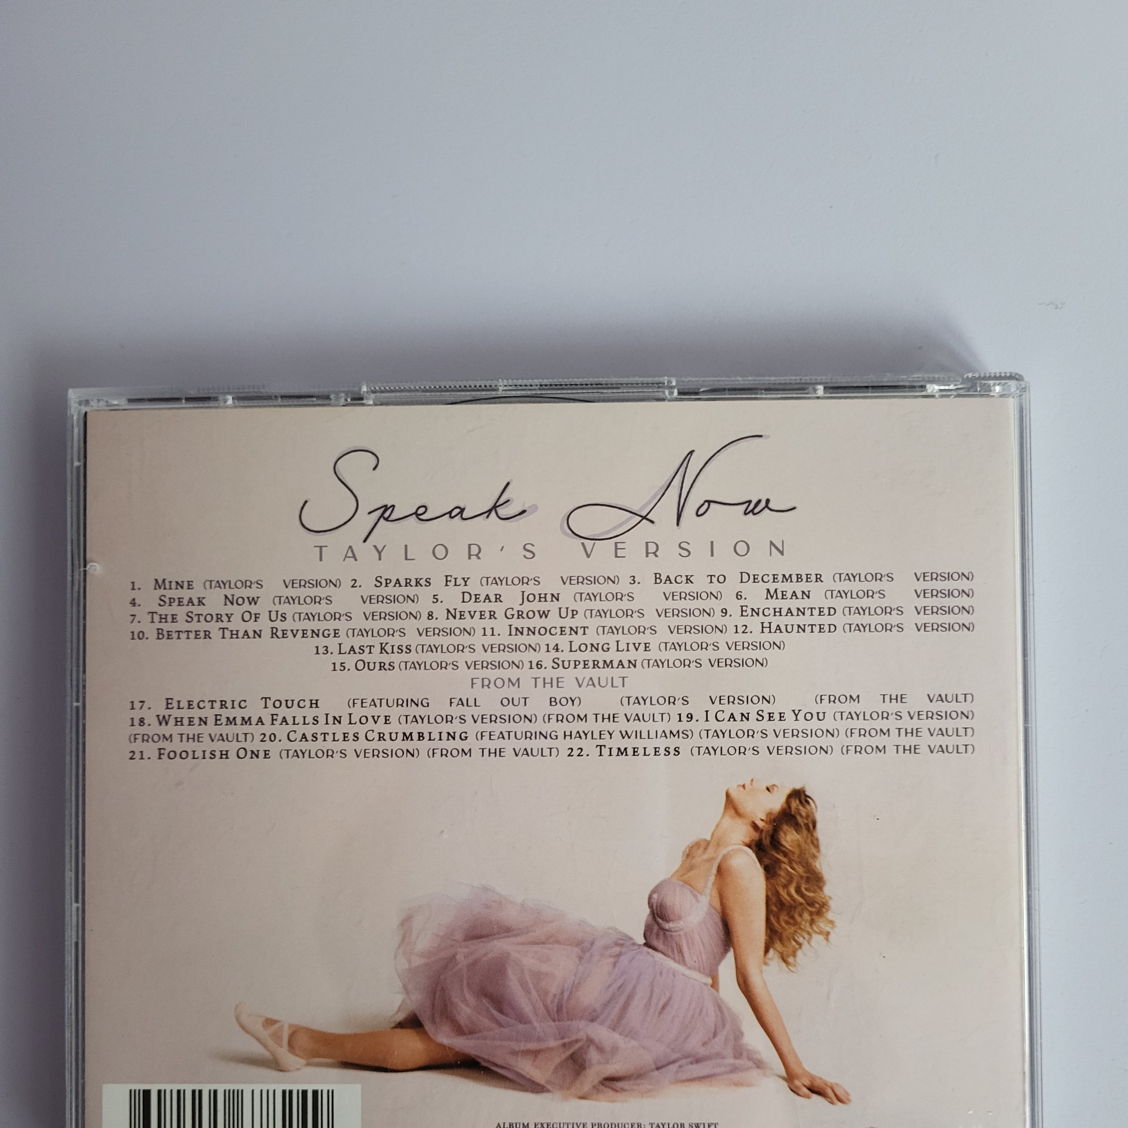 Speak Now
TAYLOR'S VERSION
1. MINE (TAYLOR'S VERSION) 2. SPARKS FLY (TAYLOR'S VERSION) 3. BACK TO DECEMBER (TAYLOR'S VERSION)
4. SPEAK NOW (TAYLOR'S VERSION) 5. DEAR JOHN (TAYLOR'S VERSION) 6. MEAN (TAYLOR'S VERSION)
7. THE STORY OF US (TAYLOR'S VERSION) 8. NEVER GROW UP (TAYLOR'S VERSION) 9. ENCHANTED (TAYLOR'S VERSION)
10. BETTER THAN REVENGE (TAYLOR'S VERSION) 11. INNOCENT (TAYLOR'S VERSION) 12. HAUNTED (TAYLOR'S VERSION)
13. LAST KISS (TAYLOR'S VERSION) 14. LONG LIVE (TAYLOR'S VERSION)
15. OURS (TAYLOR'S VERSION) 16. SUPERMAN (TAYLOR'S VERSION)
FROM THE VAULT
17. ELECTRIC TOUCH (FEATURING FALL OUT BOY) (TAYLOR'S VERSION) (FROM THE VAULT)
18. WHEN EMMA FALLS IN LOVE (TAYLOR'S VERSION) (FROM THE VAULT) 19. I CAN SEE YOU (TAYLOR'S VERSION)
(FROM THE VAULT) 20. CASTLES CRUMBLING (FEATURING HAYLEY WILLIAMS) (TAYLOR'S VERSION) (FROM THE VAULT)
21. FOOLISH ONE (TAYLOR'S VERSION) (FROM THE VAULT) 22. TIMELESS (TAYLOR'S VERSION) (FROM THE VAULT)
ALBUM EXECUTIVE PRODUCER: TAYLOR SWIFT